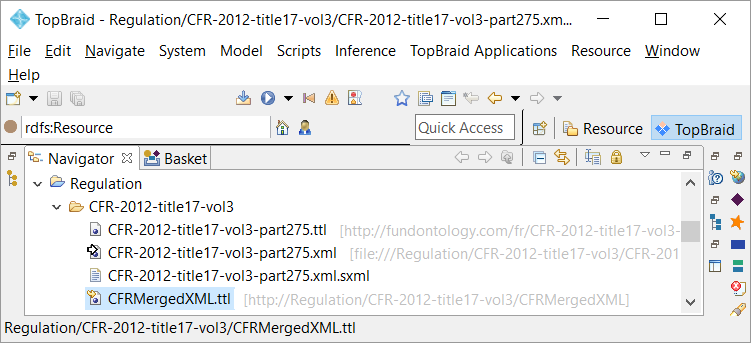 TopBraid - Regulation/CFR-2012-title17-vol3/CFR-2012-title17-vol3-part275.xm...
File Edit Navigate System Model Scripts Inference TopBraid Applications Resource Window
Help
rdfs:Resource Quick Access Resource TopBraid
Navigator Basket
Regulation
CFR-2012-title17-vol3
CFR-2012-title17-vol3-part275.ttl [http://fundontology.com/fr/CFR-2012-title17-vol3-
CFR-2012-title17-vol3-part275.xml [file:///Regulation/CFR-2012-title17-vol3/CFR-201
CFR-2012-title17-vol3-part275.xml.sxml
CFRMergedXML.ttl [http://Regulation/CFR-2012-title17-vol3/CFRMergedXML]
Regulation/CFR-2012-title17-vol3/CFRMergedXML.ttl